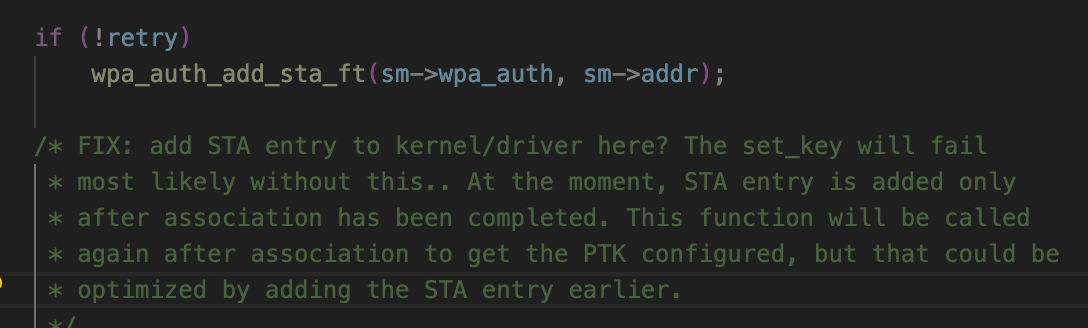 if (!retry)
wpa_auth_add_sta_ft(sm->wpa_auth, sm->addr);
/* FIX: add STA entry to kernel/driver here? The set_key will fail
* most likely without this.. At the moment, STA entry is added only
* after association has been completed. This function will be called
* again after association to get the PTK configured, but that could be
* optimized by adding the STA entry earlier.
*/